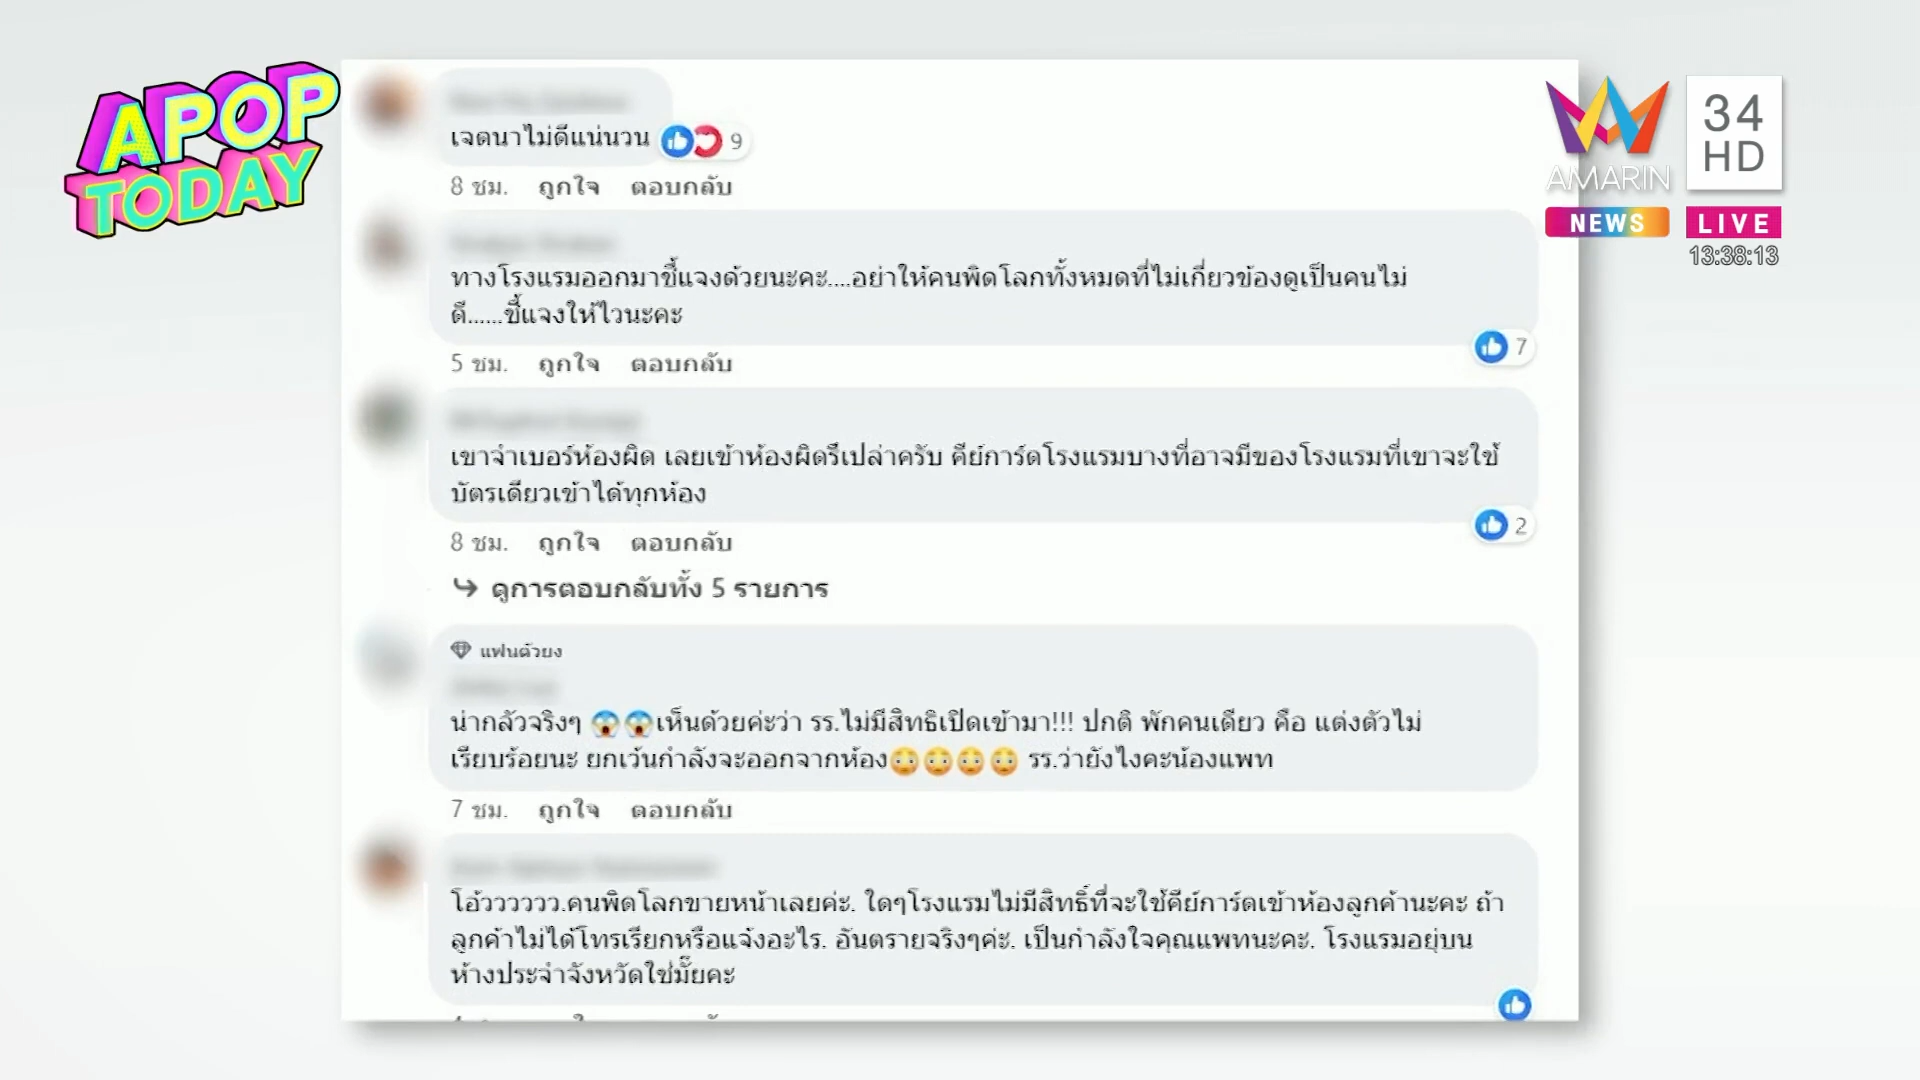 APOP
TODAY
AMARIN
NEWS
34
HD
LIVE
13:38:13
เจตนาไม่ดีแน่นวน
9
8 ชม. ถูกใจ ตอบกลับ
ทางโรงแรมออกมาชี้แจงด้วยนะคะ....อย่าให้คนพิดโลกทั้งหมดที่ไม่เกี่ยวข้องดูเป็นคนไม่
ดี......ชี้แจงให้ไวนะคะ
7
5 ชม. ถูกใจ ตอบกลับ
เขาจำเบอร์ห้องผิด เลยเข้าห้องผิดรึเปล่าครับ คีย์การ์ดโรงแรมบางที่อาจมีของโรงแรมที่เขาจะใช้
บัตรเดียวเข้าได้ทุกห้อง
2
8 ชม. ถูกใจ ตอบกลับ
ดูการตอบกลับทั้ง 5 รายการ
แฟนตัวยง
น่ากลัวจริงๆ 😱😱เห็นด้วยค่ะว่า รร.ไม่มีสิทธิเปิดเข้ามา!!! ปกติ พักคนเดียว คือ แต่งตัวไม่
เรียบร้อยนะ ยกเว้นกำลังจะออกจากห้อง😳😳😳😳 รร.ว่ายังไงคะน้องแพท
7 ชม. ถูกใจ ตอบกลับ
โอ้วววววว.คนพิดโลกขายหน้าเลยค่ะ. ใดๆโรงแรมไม่มีสิทธิ์ที่จะใช้คีย์การ์ดเข้าห้องลูกค้านะคะ ถ้า
ลูกค้าไม่ได้โทรเรียกหรือแจ้งอะไร. อันตรายจริงๆค่ะ. เป็นกำลังใจคุณแพทนะคะ. โรงแรมอยู่บน
ห้างประจำจังหวัดใช่มั๊ยคะ